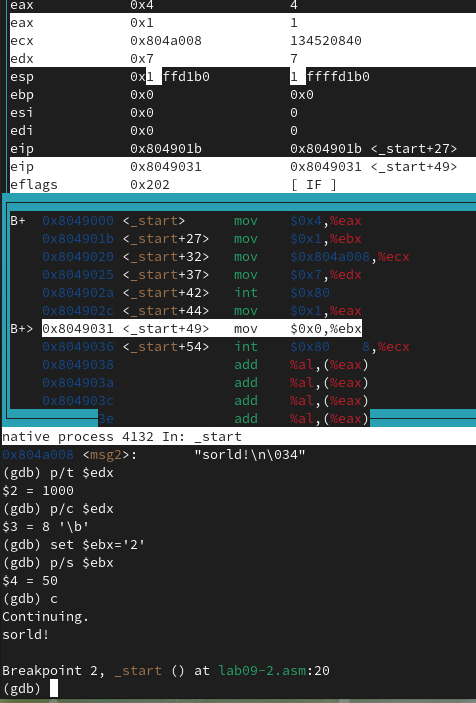 eax 0x4 4
eax 0x1 1
ecx 0x804a008 134520840
edx 0x7 7
esp 0x1 ffd1b0 1 ffffd1b0
ebp 0x0 0x0
esi 0x0 0
edi 0x0 0
eip 0x804901b 0x804901b <_start+27>
eip 0x8049031 0x8049031 <_start+49>
eflags 0x202 [ IF ]
B+ 0x8049000 <_start> mov $0x4,%eax
0x804901b <_start+27> mov $0x1,%ebx
0x8049020 <_start+32> mov $0x804a008,%ecx
0x8049025 <_start+37> mov $0x7,%edx
0x804902a <_start+42> int $0x80
0x804902c <_start+44> mov $0x1,%eax
B+> 0x8049031 <_start+49> mov $0x0,%ebx
0x8049036 <_start+54> int $0x80 8,%ecx
0x8049038 add %al,(%eax)
0x804903a add %al,(%eax)
0x804903c add %al,(%eax)
3e add %al,(%eax)
native process 4132 In: _start
0x804a008 <msg2>: "sorld!\n\034"
(gdb) p/t $edx
$2 = 1000
(gdb) p/c $edx
$3 = 8 '\b'
(gdb) set $ebx='2'
(gdb) p/s $ebx
$4 = 50
(gdb) c
Continuing.
sorld!
Breakpoint 2, _start () at lab09-2.asm:20
(gdb)